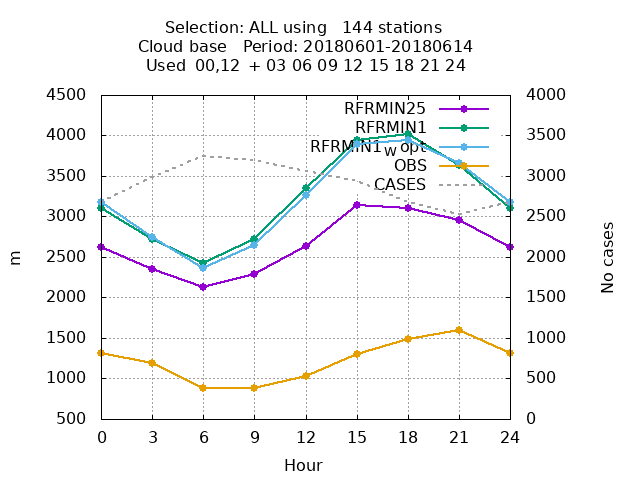 Selection: ALL using   144 stations
Cloud base   Period: 20180601-20180614
Used  00,12  + 03 06 09 12 15 18 21 24
4500
4000
3500
3000
2500
2000
1500
1000
500
m
RFRMIN25
RFRMIN1
RFRMIN1w opt
OBS
CASES
4000
3500
3000
2500
2000
1500
1000
500
0
No cases
0 3 6 9 12 15 18 21 24
Hour